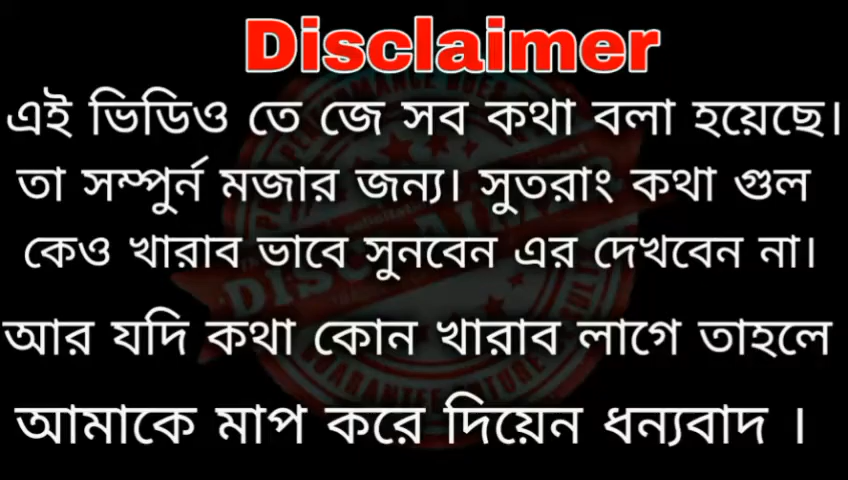 Disclaimer
এই ভিডিও তে জে সব কথা বলা হয়েছে।
তা সম্পুর্ন মজার জন্য। সুতরাং কথা গুল
কেও খারাব ভাবে সুনবেন এর দেখবেন না।
আর যদি কথা কোন খারাব লাগে তাহলে
আমাকে মাপ করে দিয়েন ধন্যবাদ ।
DISCLAIMER